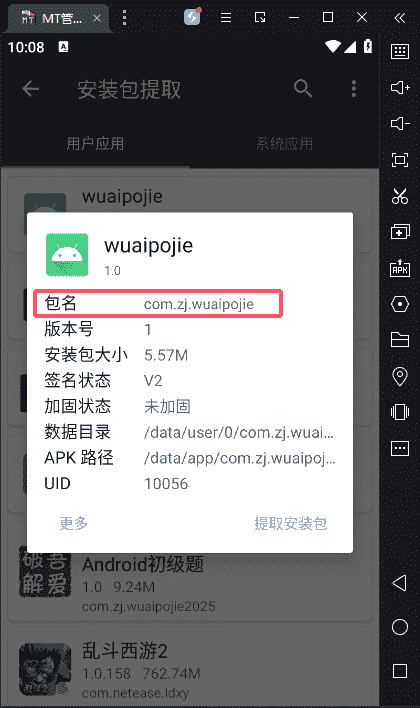 MT管...
10:08
A
安装包提取
用户应用
系统应用
wuaipojie
wuaipojie
1.0
包名 com.zj.wuaipojie
版本号 1
安装包大小 5.57M
签名状态 V2
加固状态 未加固
数据目录 /data/user/0/com.zj.wuai...
APK 路径 /data/app/com.zj.wuaipoj...
UID 10056
更多
提取安装包
破吾
解爱
Android初级题
1.0 9.24M
com.zj.wuaipojie2025
乱斗西游2
1.0.158 762.74M
com.netease.ldxy
APK